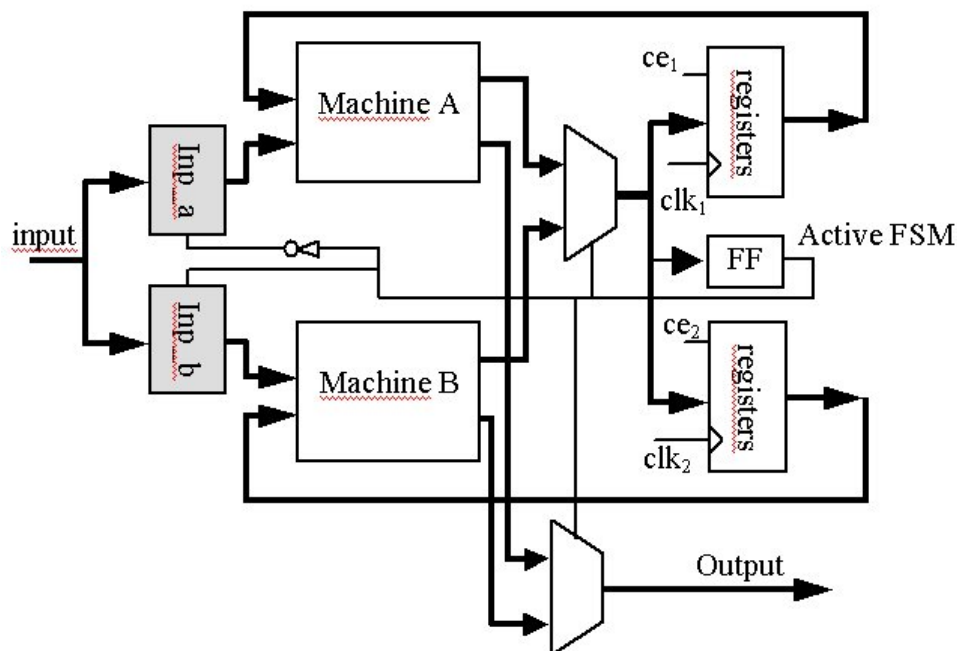 ce₁
registers
Machine A
Inp_a
clk₁
input
Active FSM
FF
Inp_b
ce₂
registers
Machine B
clk₂
Output